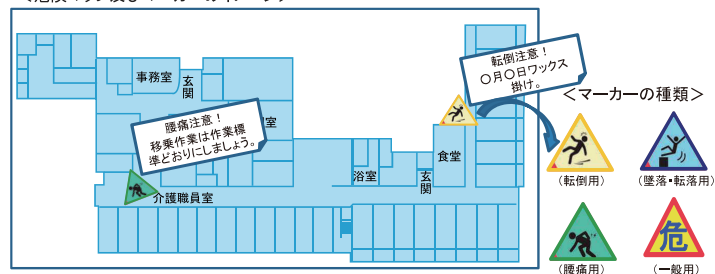 転倒注意！
○月○日ワックス
掛け。
＜マーカーの種類＞
事務室
玄
関
腰痛注意！
移乗作業は作業標
準どおりにしましょう。
室
食堂
浴室
玄
関
介護職員室
（転倒用）
（墜落・転落用）
危
（腰痛用）
（一般用）